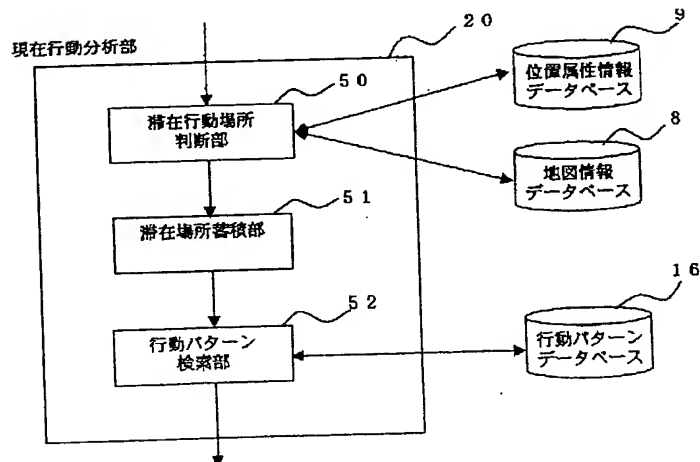 現在行動分析部
20
50
滞在行動場所
判断部
9
位置属性情報
データベース
8
地図情報
データベース
51
滞在場所蓄積部
52
行動パターン
検索部
16
行動パターン
データベース